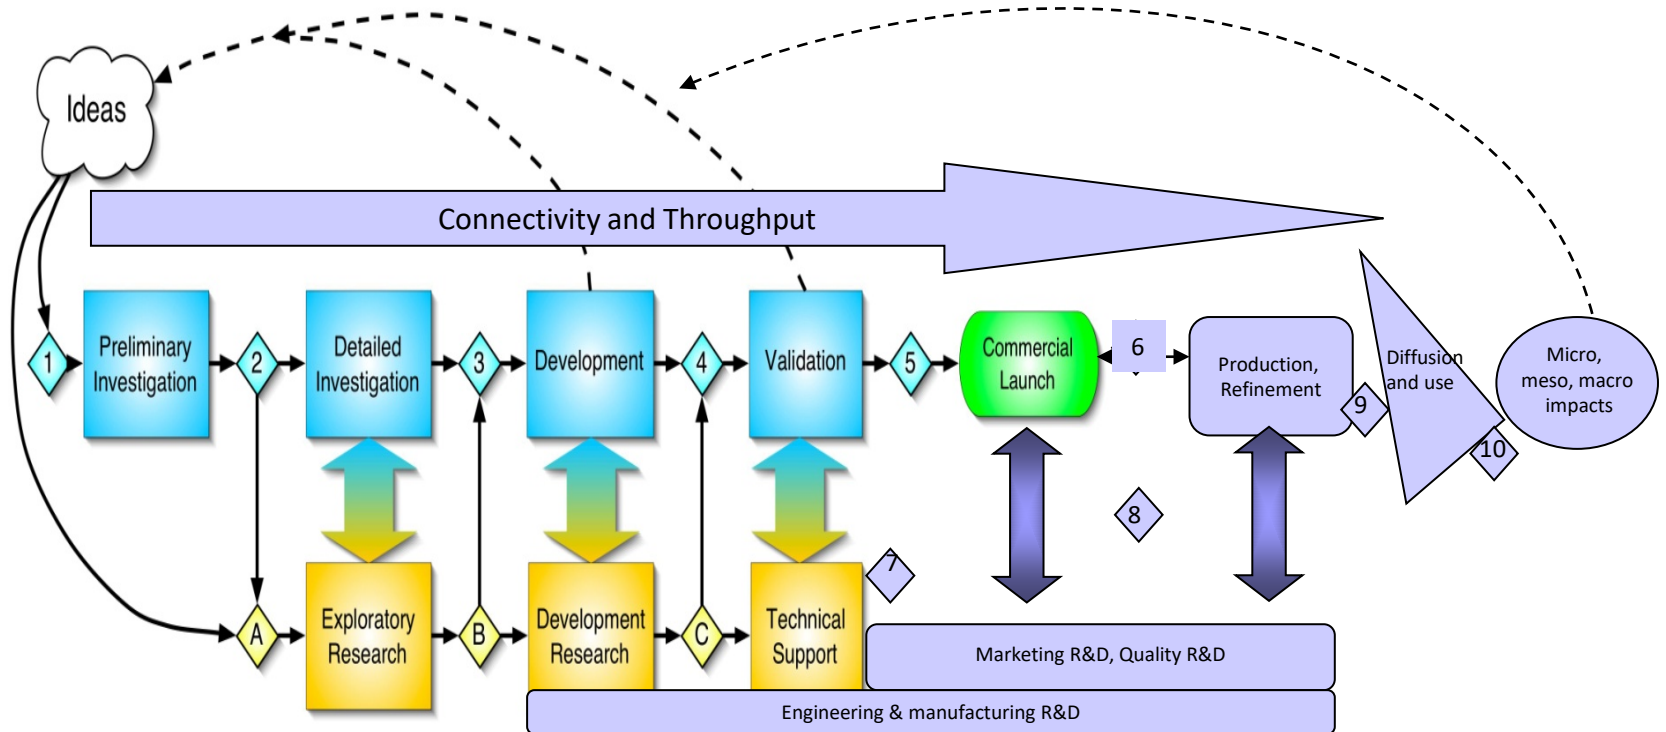 Ideas
Connectivity and Throughput
1
Preliminary
Investigation
2
Detailed
Investigation
3
Development
4
Validation
5
Commercial
Launch
6
Production,
Refinement
9
Diffusion
and use
10
Micro,
meso, macro
impacts
8
7
A
Exploratory
Research
B
Development
Research
C
Technical
Support
Marketing R&D, Quality R&D
Engineering & manufacturing R&D